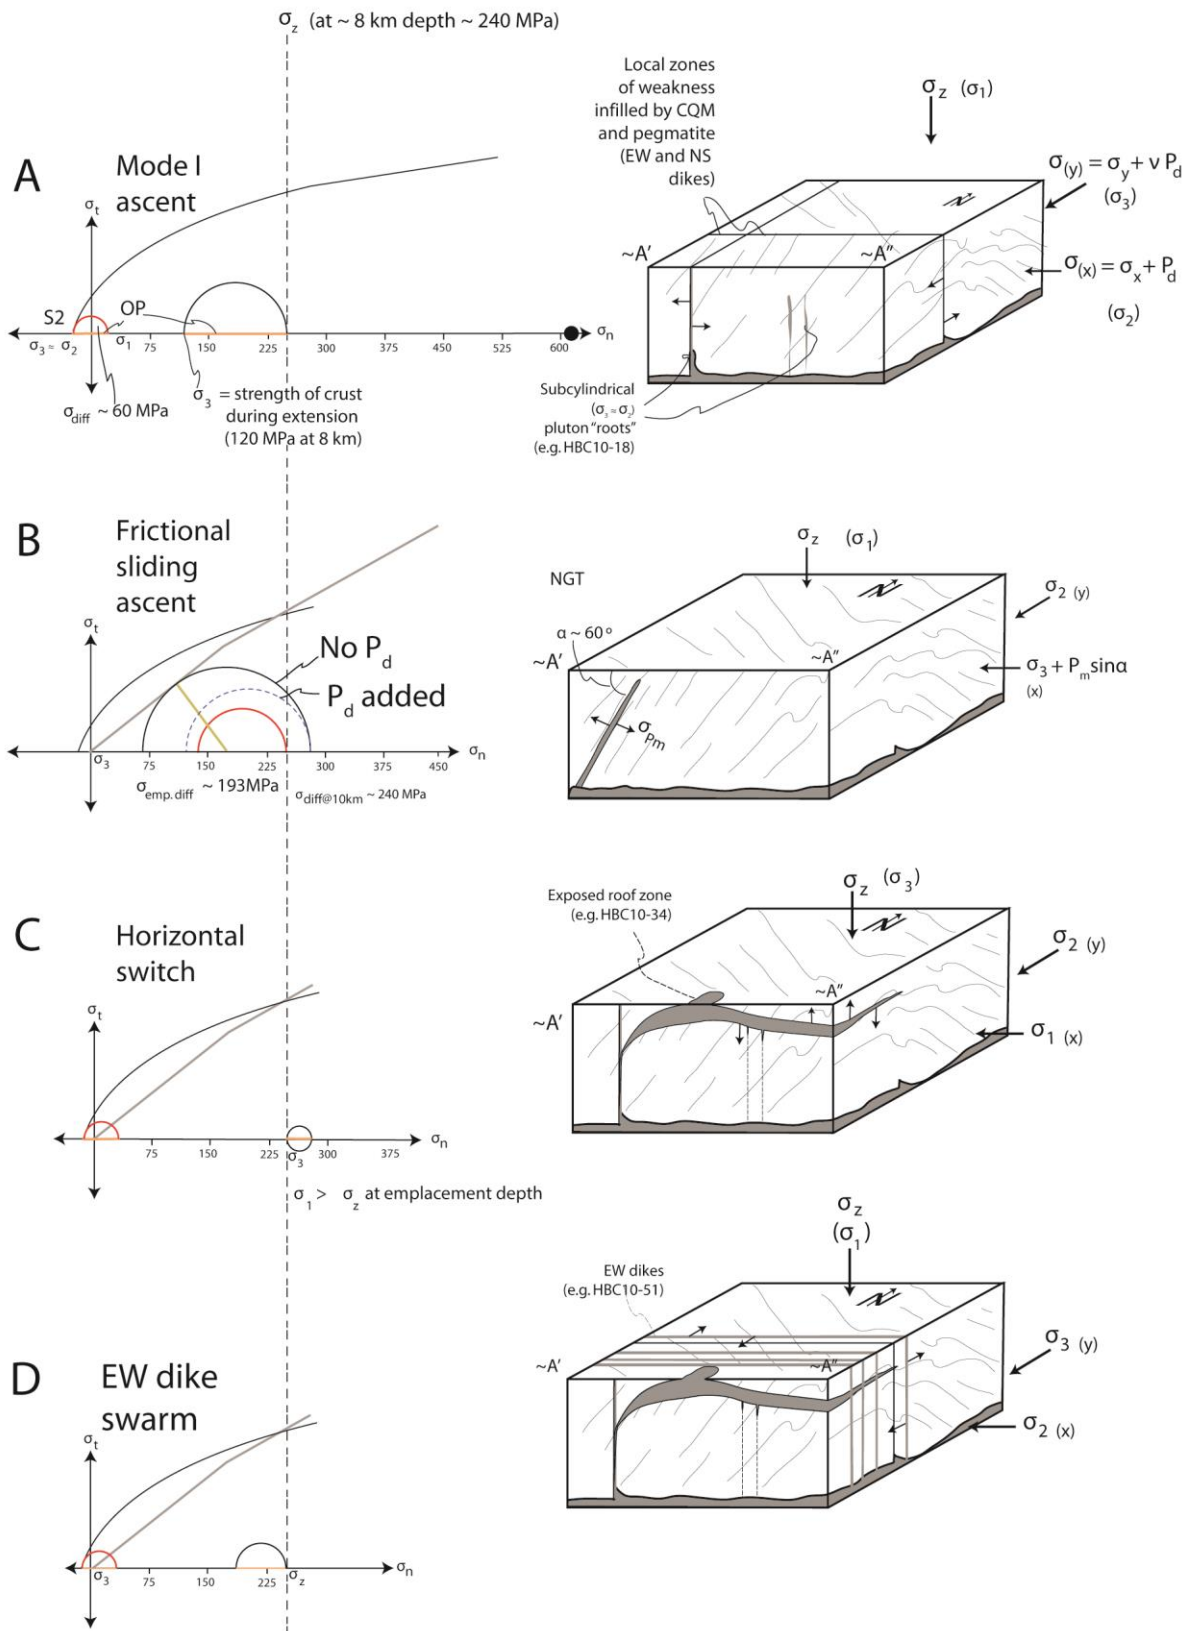 σz (at ~ 8 km depth ~ 240 MPa)
A
Mode I
ascent
σt
S2
OP
σ3 ≈ σ2
σ1
75
150
225
300
375
450
525
600
σn
σdiff ~ 60 MPa
σ3 = strength of crust
during extension
(120 MPa at 8 km)
Local zones
of weakness
infilled by CQM
and pegmatite
(EW and NS
dikes)
σz (σ1)
σ(y) = σy + ν Pd
(σ3)
N
~A'
~A"
σ(x) = σx + Pd
(σ2)
Subcylindrical
(σ3 ≈ σ2)
pluton "roots"
(e.g. HBC10-18)
B
Frictional
sliding
ascent
σt
No Pd
Pd added
σ3
75
150
225
300
375
450
σn
σemp. diff ~ 193MPa
σdiff@10km ~ 240 MPa
NGT
σz (σ1)
N
σ2 (y)
α ~ 60°
~A'
~A"
σ3 + Pm sinα
(x)
σPm
C
Horizontal
switch
σt
75
150
225
σ3
300
375
σn
σ1 > σz at emplacement depth
Exposed roof zone
(e.g. HBC10-34)
σz (σ3)
N
σ2 (y)
~A'
~A"
σ1 (x)
D
EW dike
swarm
σt
σ3
75
150
225
σz
σn
σz
(σ1)
EW dikes
(e.g. HBC10-51)
N
σ3 (y)
~A'
~A"
σ2 (x)